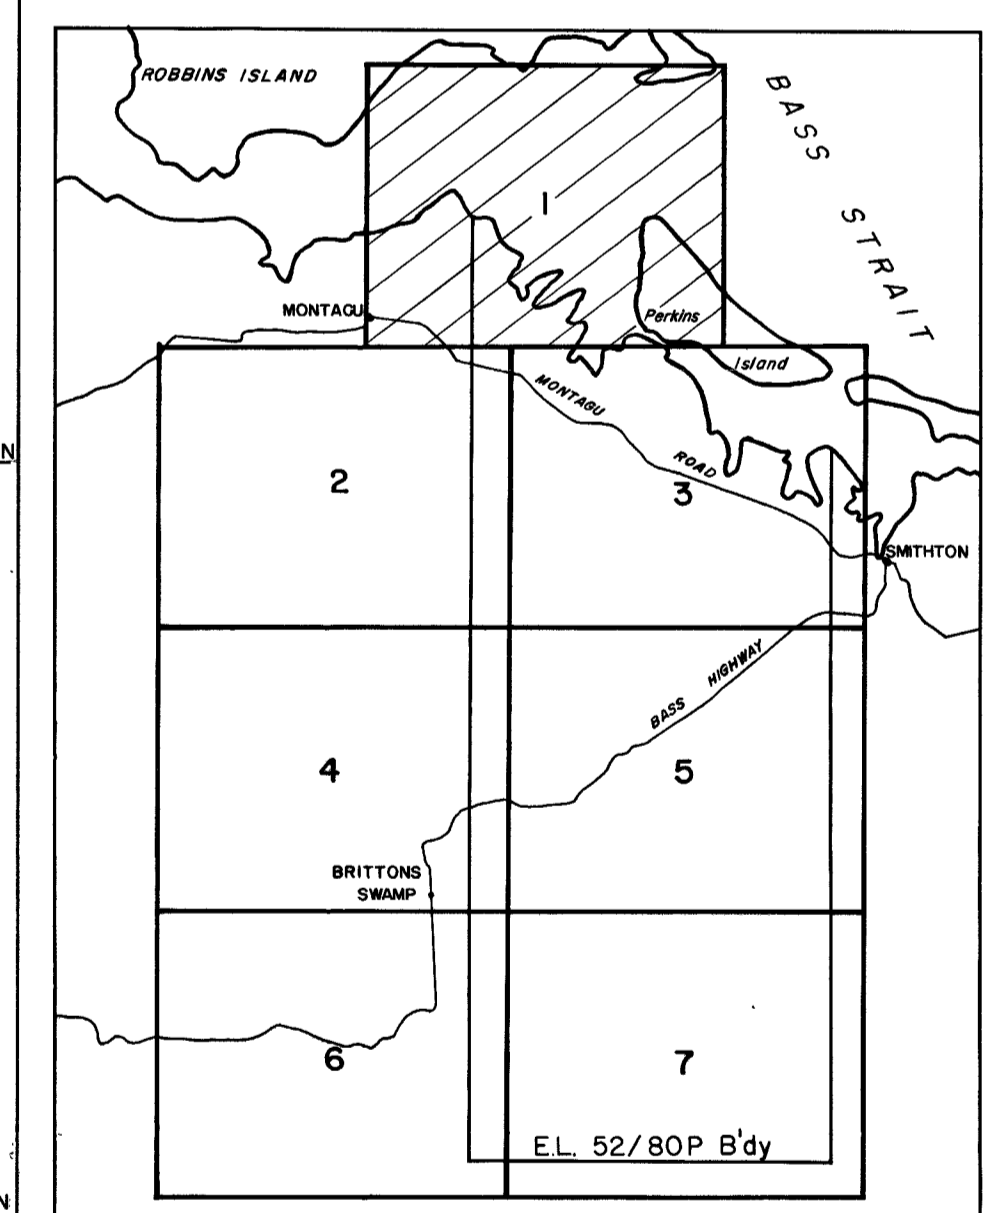 ROBBINS ISLAND
BASS STRAIT
1
MONTAGU
Perkins
Island
MONTAGU ROAD
N
2
3
SMITHTON
BASS HIGHWAY
4
5
BRITTONS
SWAMP
6
7
E.L. 52/80P B'dy
N